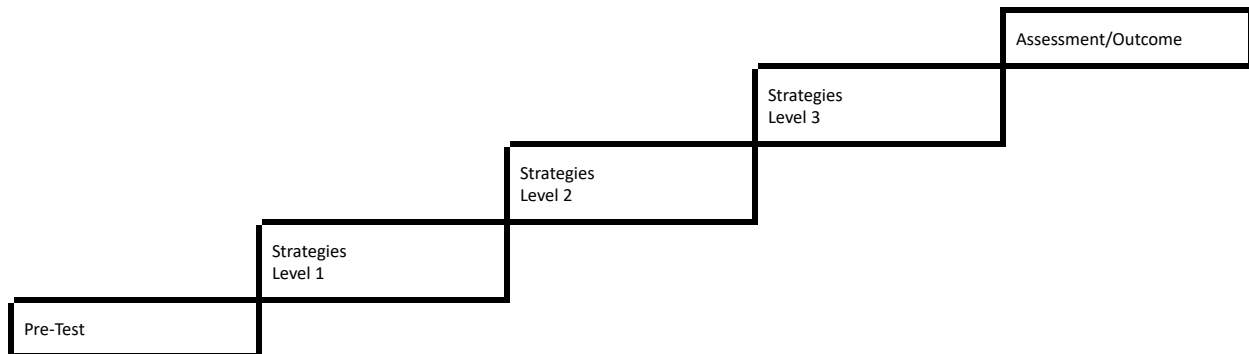 Assessment/Outcome
Strategies
Level 3
Strategies
Level 2
Strategies
Level 1
Pre-Test